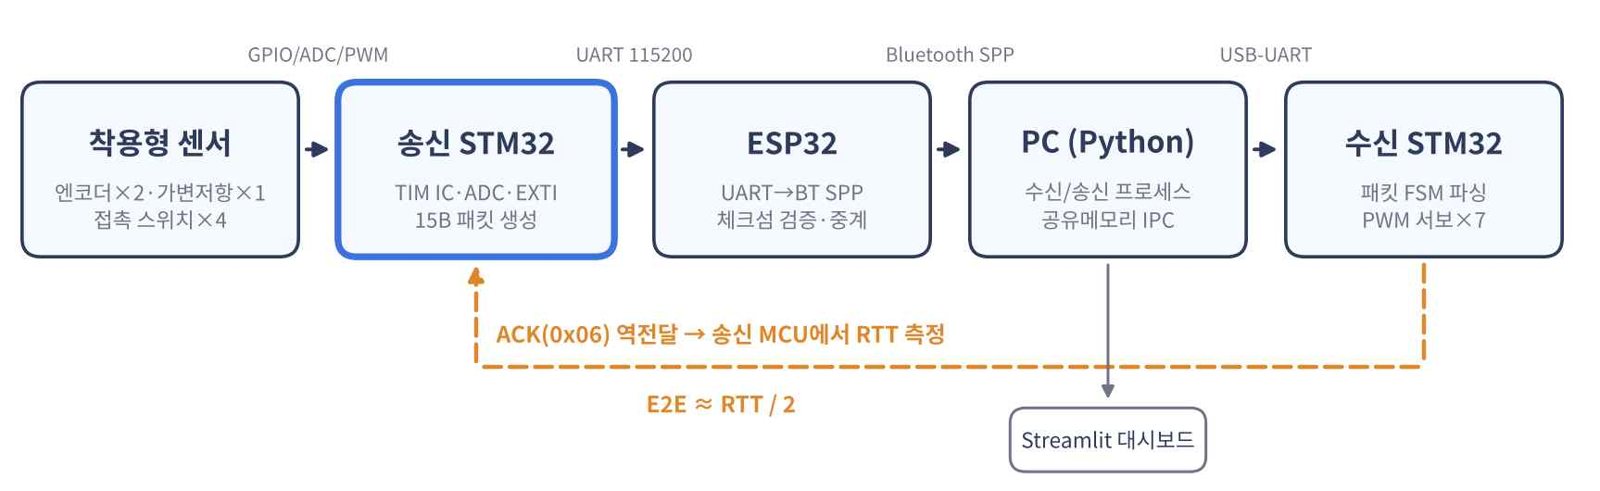 GPIO/ADC/PWM
UART 115200
Bluetooth SPP
USB-UART
착용형 센서
엔코더×2·가변저항×1
접촉 스위치×4
송신 STM32
TIM IC·ADC·EXTI
15B 패킷 생성
ESP32
UART→BT SPP
체크섬 검증·중계
PC (Python)
수신/송신 프로세스
공유메모리 IPC
수신 STM32
패킷 FSM 파싱
PWM 서보×7
ACK(0x06) 역전달 → 송신 MCU에서 RTT 측정
E2E ≈ RTT / 2
Streamlit 대시보드